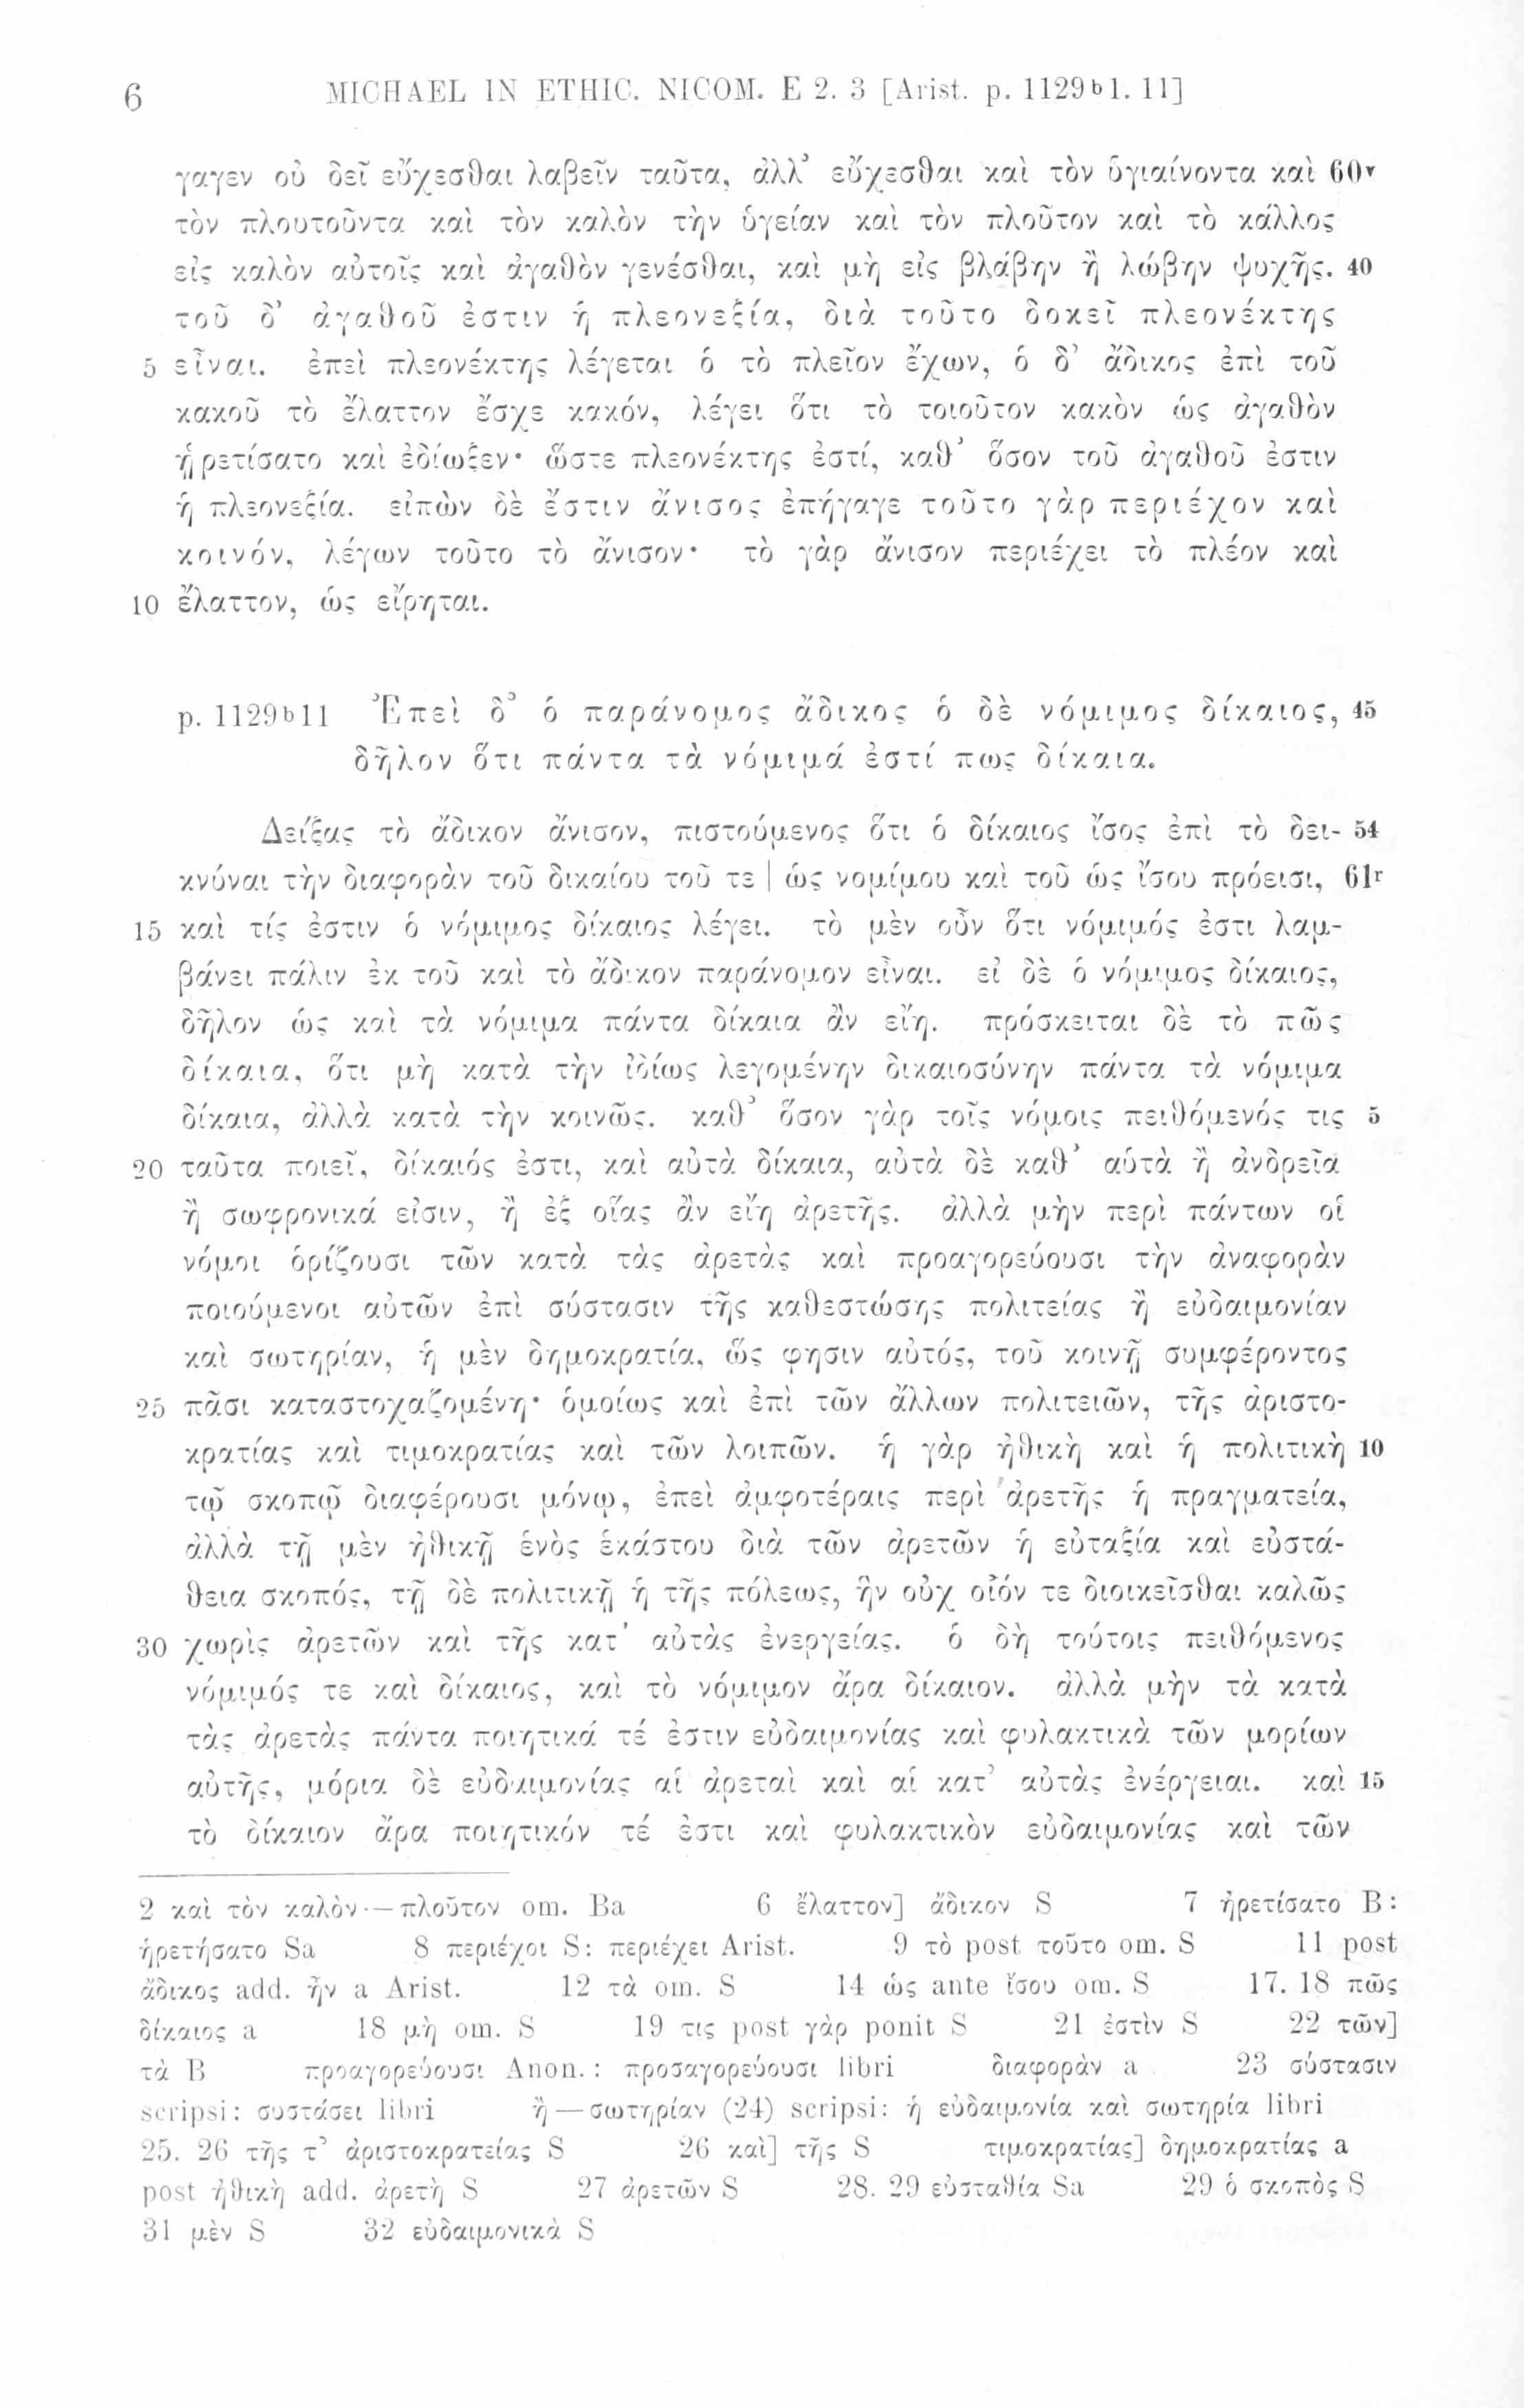 6 MICHAEL IN ETHIC. NICOM. E 2. 3 [Arist. p. 1129b1. 11]
γαγεν οὐ δεῖ εὔχεσθαι λαβεῖν ταῦτα, ἀλλ’ εὔχεσθαι καὶ τὸν ὑγιαίνοντα καὶ 60v
τὸν πλουτοῦντα καὶ τὸν καλὸν τὴν ὑγείαν καὶ τὸν πλοῦτον καὶ τὸ κάλλος
εἰς καλὸν αὐτοῖς καὶ ἀγαθὸν γενέσθαι, καὶ μὴ εἰς βλάβην ἢ λώβην ψυχῆς. 40
τοῦ δ’ ἀγαθοῦ ἐστιν ἡ πλεονεξία, διὰ τοῦτο δοκεῖ πλεονέκτης
5 εἶναι. ἐπεὶ πλεονέκτης λέγεται ὁ τὸ πλεῖον ἔχων, ὁ δ’ ἄδικος ἐπὶ τοῦ
κακοῦ τὸ ἔλαττον ἔσχε κακόν, λέγει ὅτι τὸ τοιοῦτον κακὸν ὡς ἀγαθὸν
ᾑρετίσατο καὶ ἐδίωξεν· ὥστε πλεονέκτης ἐστί, καθ’ ὅσον τοῦ ἀγαθοῦ ἐστιν
ἡ πλεονεξία. εἰπὼν δὲ ἔστιν ἄνισος ἐπήγαγε τοῦτο γὰρ περιέχον καὶ
κοινόν, λέγων τοῦτο τὸ ἄνισον· τὸ γὰρ ἄνισον περιέχει τὸ πλέον καὶ
10 ἔλαττον, ὡς εἴρηται.
p. 1129b11 Ἐπεὶ δ’ ὁ παράνομος ἄδικος ὁ δὲ νόμιμος δίκαιος, 45
δῆλον ὅτι πάντα τὰ νόμιμά ἐστί πως δίκαια.
Δείξας τὸ ἄδικον ἄνισον, πιστούμενος ὅτι ὁ δίκαιος ἴσος ἐπὶ τὸ δει- 54
κνύναι τὴν διαφορὰν τοῦ δικαίου τοῦ τε | ὡς νομίμου καὶ τοῦ ὡς ἴσου πρόεισι, 61r
15 καὶ τίς ἐστιν ὁ νόμιμος δίκαιος λέγει. τὸ μὲν οὖν ὅτι νόμιμός ἐστι λαμ-
βάνει πάλιν ἐκ τοῦ καὶ τὸ ἄδικον παράνομον εἶναι. εἰ δὲ ὁ νόμιμος δίκαιος,
δῆλον ὡς καὶ τὰ νόμιμα πάντα δίκαια ἂν εἴη. πρόσκειται δὲ τὸ πῶς
δίκαια, ὅτι μὴ κατὰ τὴν ἰδίως λεγομένην δικαιοσύνην πάντα τὰ νόμιμα
δίκαια, ἀλλὰ κατὰ τὴν κοινῶς. καθ’ ὅσον γὰρ τοῖς νόμοις πειθόμενός τις 5
20 ταῦτα ποιεῖ, δίκαιός ἐστι, καὶ αὐτὰ δίκαια, αὐτὰ δὲ καθ’ αὑτὰ ἢ ἀνδρεῖα
ἢ σωφρονικά εἰσιν, ἢ ἐξ οἵας ἂν εἴη ἀρετῆς. ἀλλὰ μὴν περὶ πάντων οἱ
νόμοι ὁρίζουσι τῶν κατὰ τὰς ἀρετὰς καὶ προαγορεύουσι τὴν ἀναφορὰν
ποιούμενοι αὐτῶν ἐπὶ σύστασιν τῆς καθεστώσης πολιτείας ἢ εὐδαιμονίαν
καὶ σωτηρίαν, ἡ μὲν δημοκρατία, ὥς φησιν αὐτός, τοῦ κοινῇ συμφέροντος
25 πᾶσι καταστοχαζομένη· ὁμοίως καὶ ἐπὶ τῶν ἄλλων πολιτειῶν, τῆς ἀριστο-
κρατίας καὶ τιμοκρατίας καὶ τῶν λοιπῶν. ἡ γὰρ ἠθικὴ καὶ ἡ πολιτικὴ 10
τῷ σκοπῷ διαφέρουσι μόνῳ, ἐπεὶ ἀμφοτέραις περὶ ἀρετῆς ἡ πραγματεία,
ἀλλὰ τῇ μὲν ἠθικῇ ἑνὸς ἑκάστου διὰ τῶν ἀρετῶν ἡ εὐταξία καὶ εὐστά-
θεια σκοπός, τῇ δὲ πολιτικῇ ἡ τῆς πόλεως, ἣν οὐχ οἷόν τε διοικεῖσθαι καλῶς
30 χωρὶς ἀρετῶν καὶ τῆς κατ’ αὐτὰς ἐνεργείας. ὁ δὴ τούτοις πειθόμενος
νόμιμός τε καὶ δίκαιος, καὶ τὸ νόμιμον ἄρα δίκαιον. ἀλλὰ μὴν τὰ κατὰ
τὰς ἀρετὰς πάντα ποιητικά τέ ἐστιν εὐδαιμονίας καὶ φυλακτικὰ τῶν μορίων
αὐτῆς, μόρια δὲ εὐδαιμονίας αἱ ἀρεταὶ καὶ αἱ κατ’ αὐτὰς ἐνέργειαι. καὶ 15
τὸ δίκαιον ἄρα ποιητικόν τέ ἐστι καὶ φυλακτικὸν εὐδαιμονίας καὶ τῶν
2 καὶ τὸν καλὸν — πλοῦτον om. Ba 6 ἔλαττον] ἄδικον S 7 ᾑρετίσατο B:
ᾑρετήσατο Sa 8 περιέχοι S: περιέχει Arist. 9 τὸ post τοῦτο om. S 11 post
ἄδικος add. ἦν a Arist. 12 τὰ om. S 14 ὡς ante ἴσου om. S 17. 18 πῶς
δίκαιος a 18 μὴ om. S 19 τις post γὰρ ponit S 21 ἐστὶν S 22 τῶν]
τὰ B προαγορεύουσι Anon.: προσαγορεύουσι libri διαφορὰν a 23 σύστασιν
scripsi: συστάσει libri ἢ — σωτηρίαν (24) scripsi: ἡ εὐδαιμονία καὶ σωτηρία libri
25. 26 τῆς τ’ ἀριστοκρατείας S 26 καὶ] τῆς S τιμοκρατίας] δημοκρατίας a
post ἠθικὴ add. ἀρετὴ S 27 ἀρετῶν S 28. 29 εὐσταθία Sa 29 ὁ σκοπὸς S
31 μὲν S 32 εὐδαιμονικὰ S